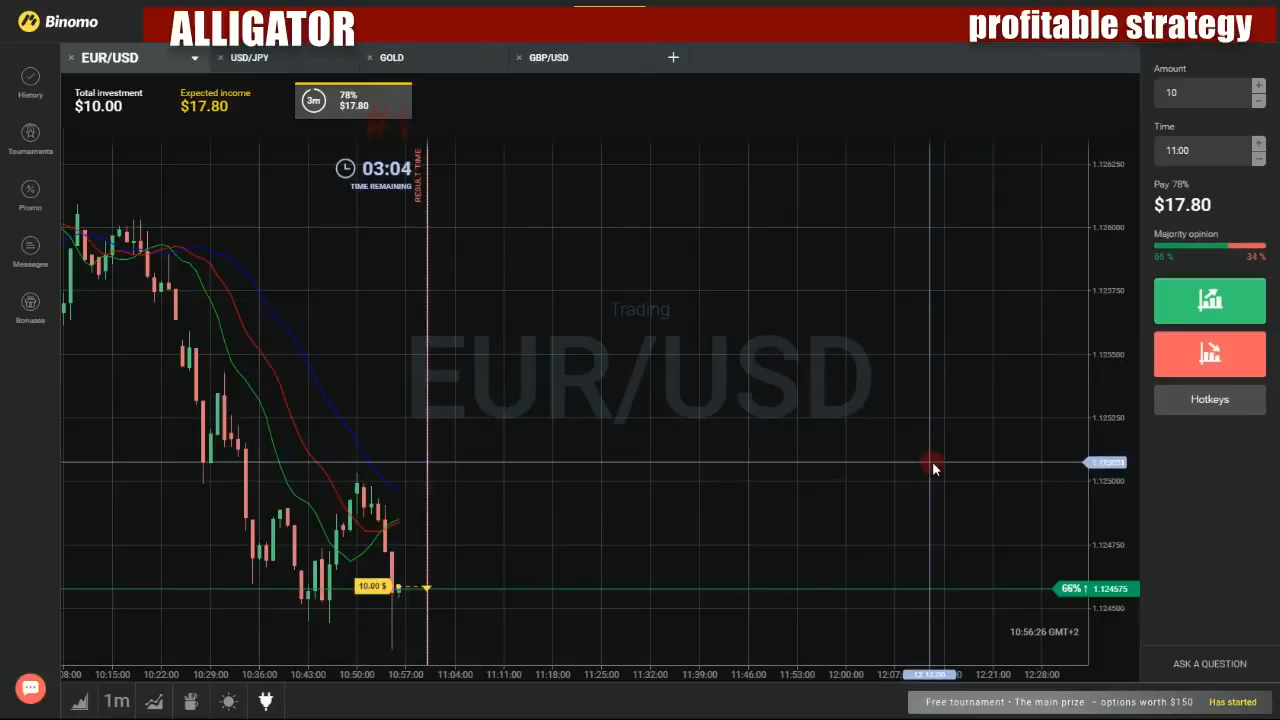 Binomo
ALLIGATOR
profitable strategy
EUR/USD
USD/JPY
GOLD
GBP/USD
Total investment
$10.00
Expected income
$17.80
3m
78%
$17.80
03:04
TIME REMAINING
RESULT TIME
History
Tournaments
Promo
Messages
Bonuses
Trading
EUR/USD
1.126250
1.126000
1.125750
1.125500
1.125250
1.125000
1.124750
1.124500
10.00 $
66% ↑ 1.124575
10:56:26 GMT+2
10:15:00
10:22:00
10:29:00
10:36:00
10:43:00
10:50:00
10:57:00
11:04:00
11:11:00
11:18:00
11:25:00
11:32:00
11:39:00
11:46:00
11:53:00
12:00:00
12:21:00
12:28:00
1m
Amount
10
Time
11:00
Pay 78%
$17.80
Majority opinion
66 %
34 %
Hotkeys
ASK A QUESTION
Free tournament • The main prize – options worth $150 Has started